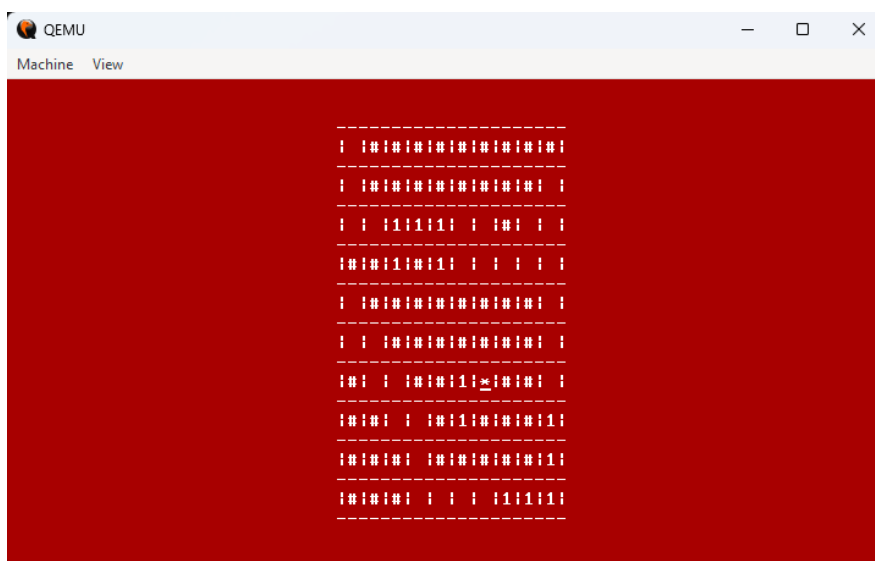 QEMU
Machine View
---------------------
| |#|#|#|#|#|#|#|#|#|
---------------------
| |#|#|#|#|#|#|#|#| |
---------------------
| | |1|1|1| | |#| | |
---------------------
|#|#|1|#|1| | | | | |
---------------------
| |#|#|#|#|#|#|#|#| |
---------------------
| | |#|#|#|#|#|#|#| |
---------------------
|#| | |#|#|1|*|#|#| |
---------------------
|#|#| | |#|1|#|#|#|1|
---------------------
|#|#|#| |#|#|#|#|#|1|
---------------------
|#|#|#| | | | |1|1|1|
---------------------